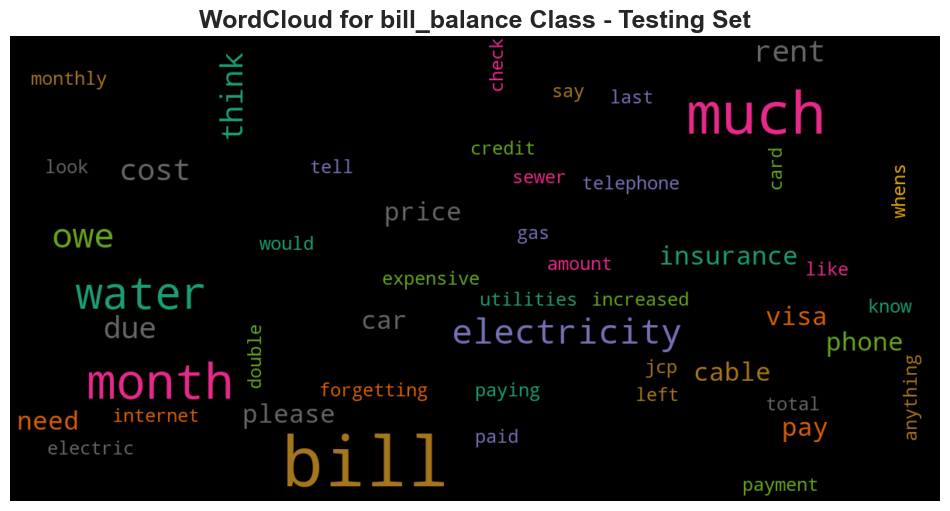 WordCloud for bill_balance Class - Testing Set
check
rent
monthly
think
say
last
much
credit
card
look
cost
tell
sewer
telephone
whens
price
owe
would
gas
insurance
amount
like
expensive
water
utilities
increased
know
due
car
electricity
visa
phone
double
month
jcp
cable
anything
forgetting
paying
left
need
internet
please
total
pay
electric
paid
bill
payment